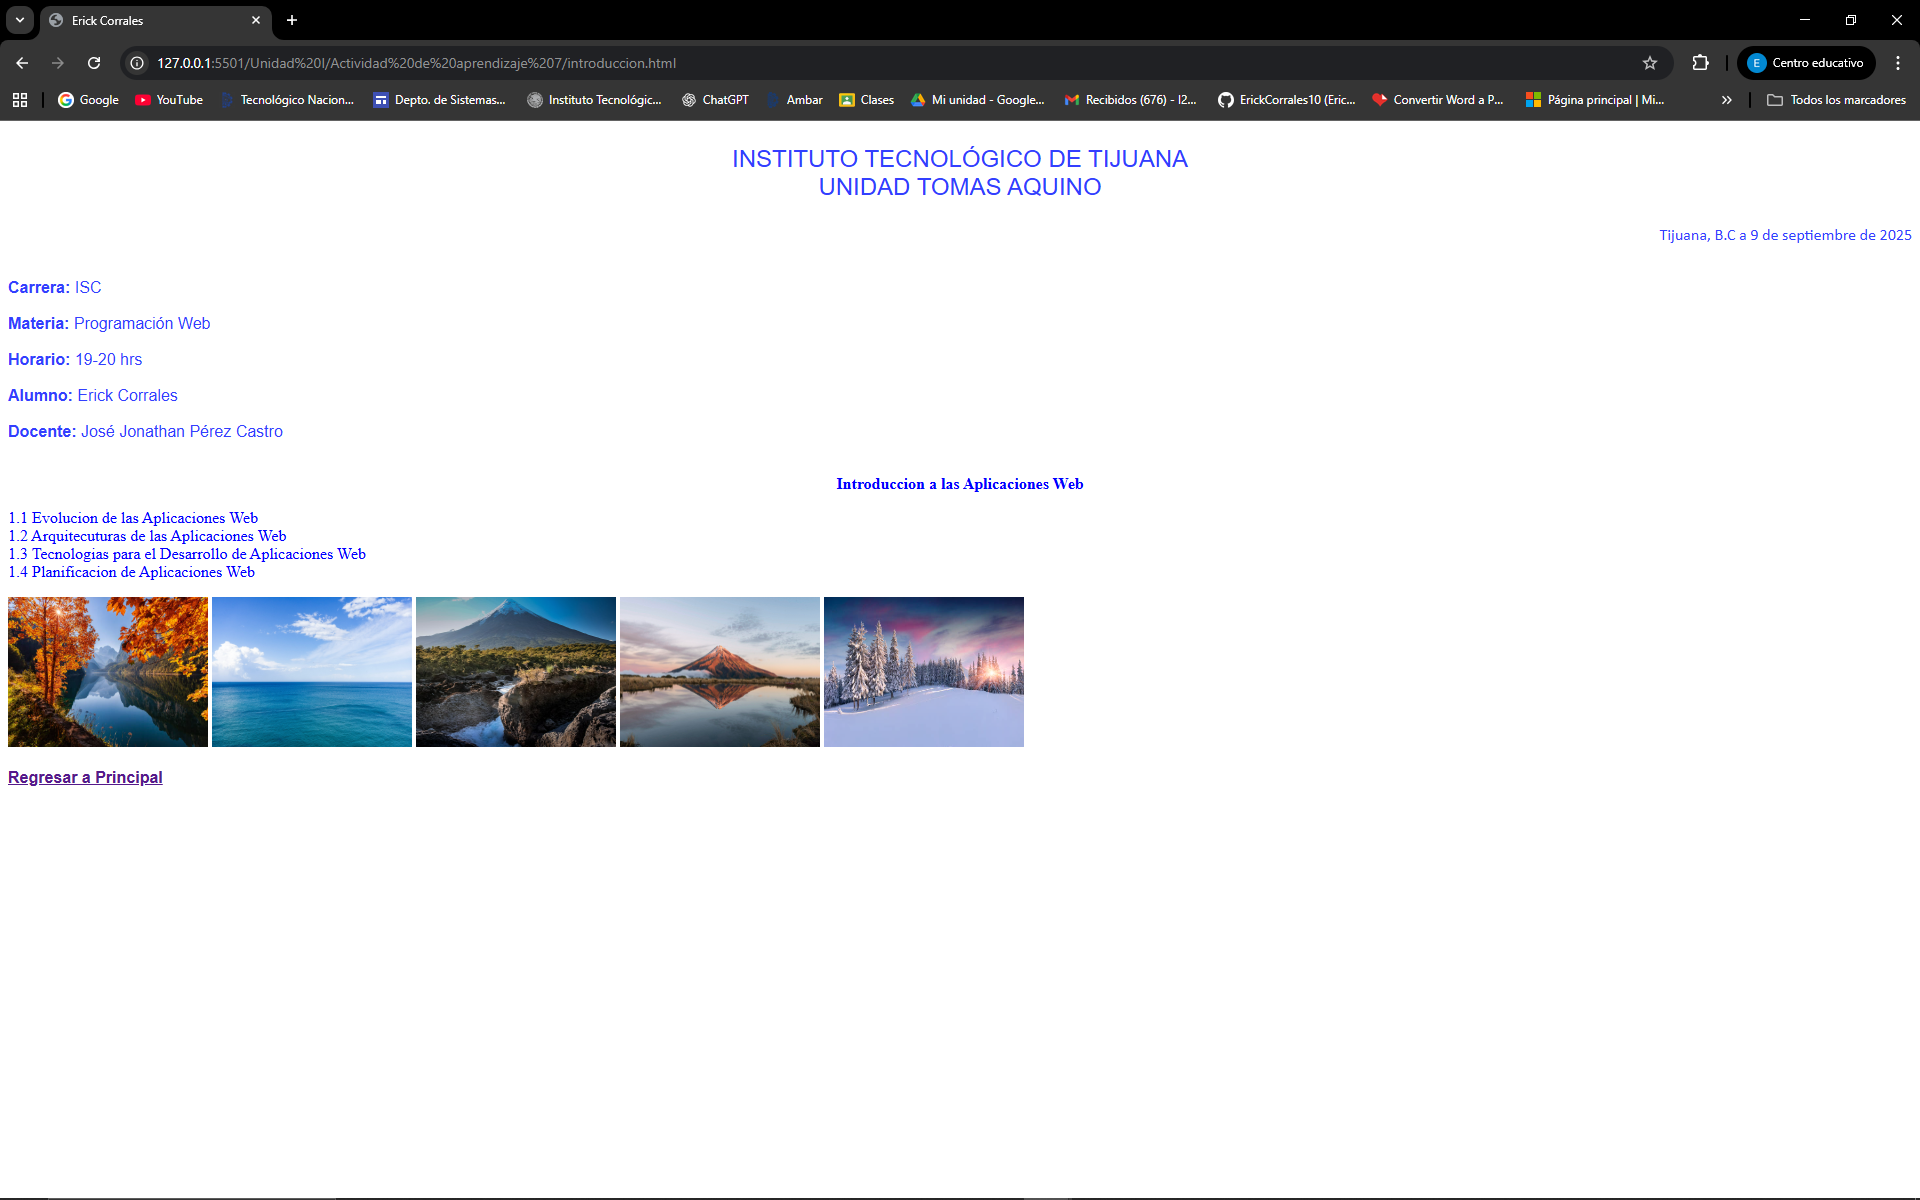 Erick Corrales
127.0.0.1:5501/Unidad%20I/Actividad%20de%20aprendizaje%207/introduccion.html
E Centro educativo
Google YouTube Tecnológico Nacion... Depto. de Sistemas... Instituto Tecnológic... ChatGPT Ambar Clases Mi unidad - Google... Recibidos (676) - l2... ErickCorrales10 (Eric... Convertir Word a P... Página principal | Mi... Todos los marcadores
INSTITUTO TECNOLÓGICO DE TIJUANA
UNIDAD TOMAS AQUINO
Tijuana, B.C a 9 de septiembre de 2025
Carrera: ISC
Materia: Programación Web
Horario: 19-20 hrs
Alumno: Erick Corrales
Docente: José Jonathan Pérez Castro
Introduccion a las Aplicaciones Web
1.1 Evolucion de las Aplicaciones Web
1.2 Arquitecuturas de las Aplicaciones Web
1.3 Tecnologias para el Desarrollo de Aplicaciones Web
1.4 Planificacion de Aplicaciones Web
Regresar a Principal